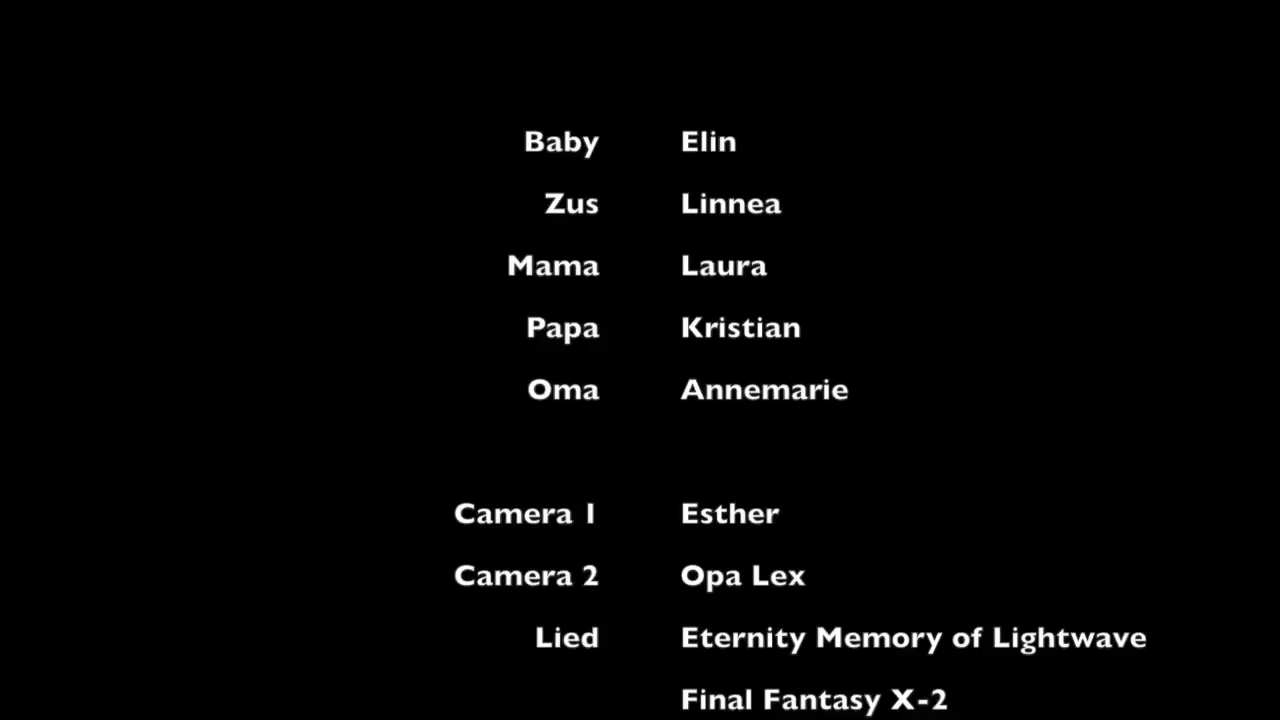 Baby Elin
Zus Linnea
Mama Laura
Papa Kristian
Oma Annemarie
Camera 1 Esther
Camera 2 Opa Lex
Lied Eternity Memory of Lightwave
Final Fantasy X-2